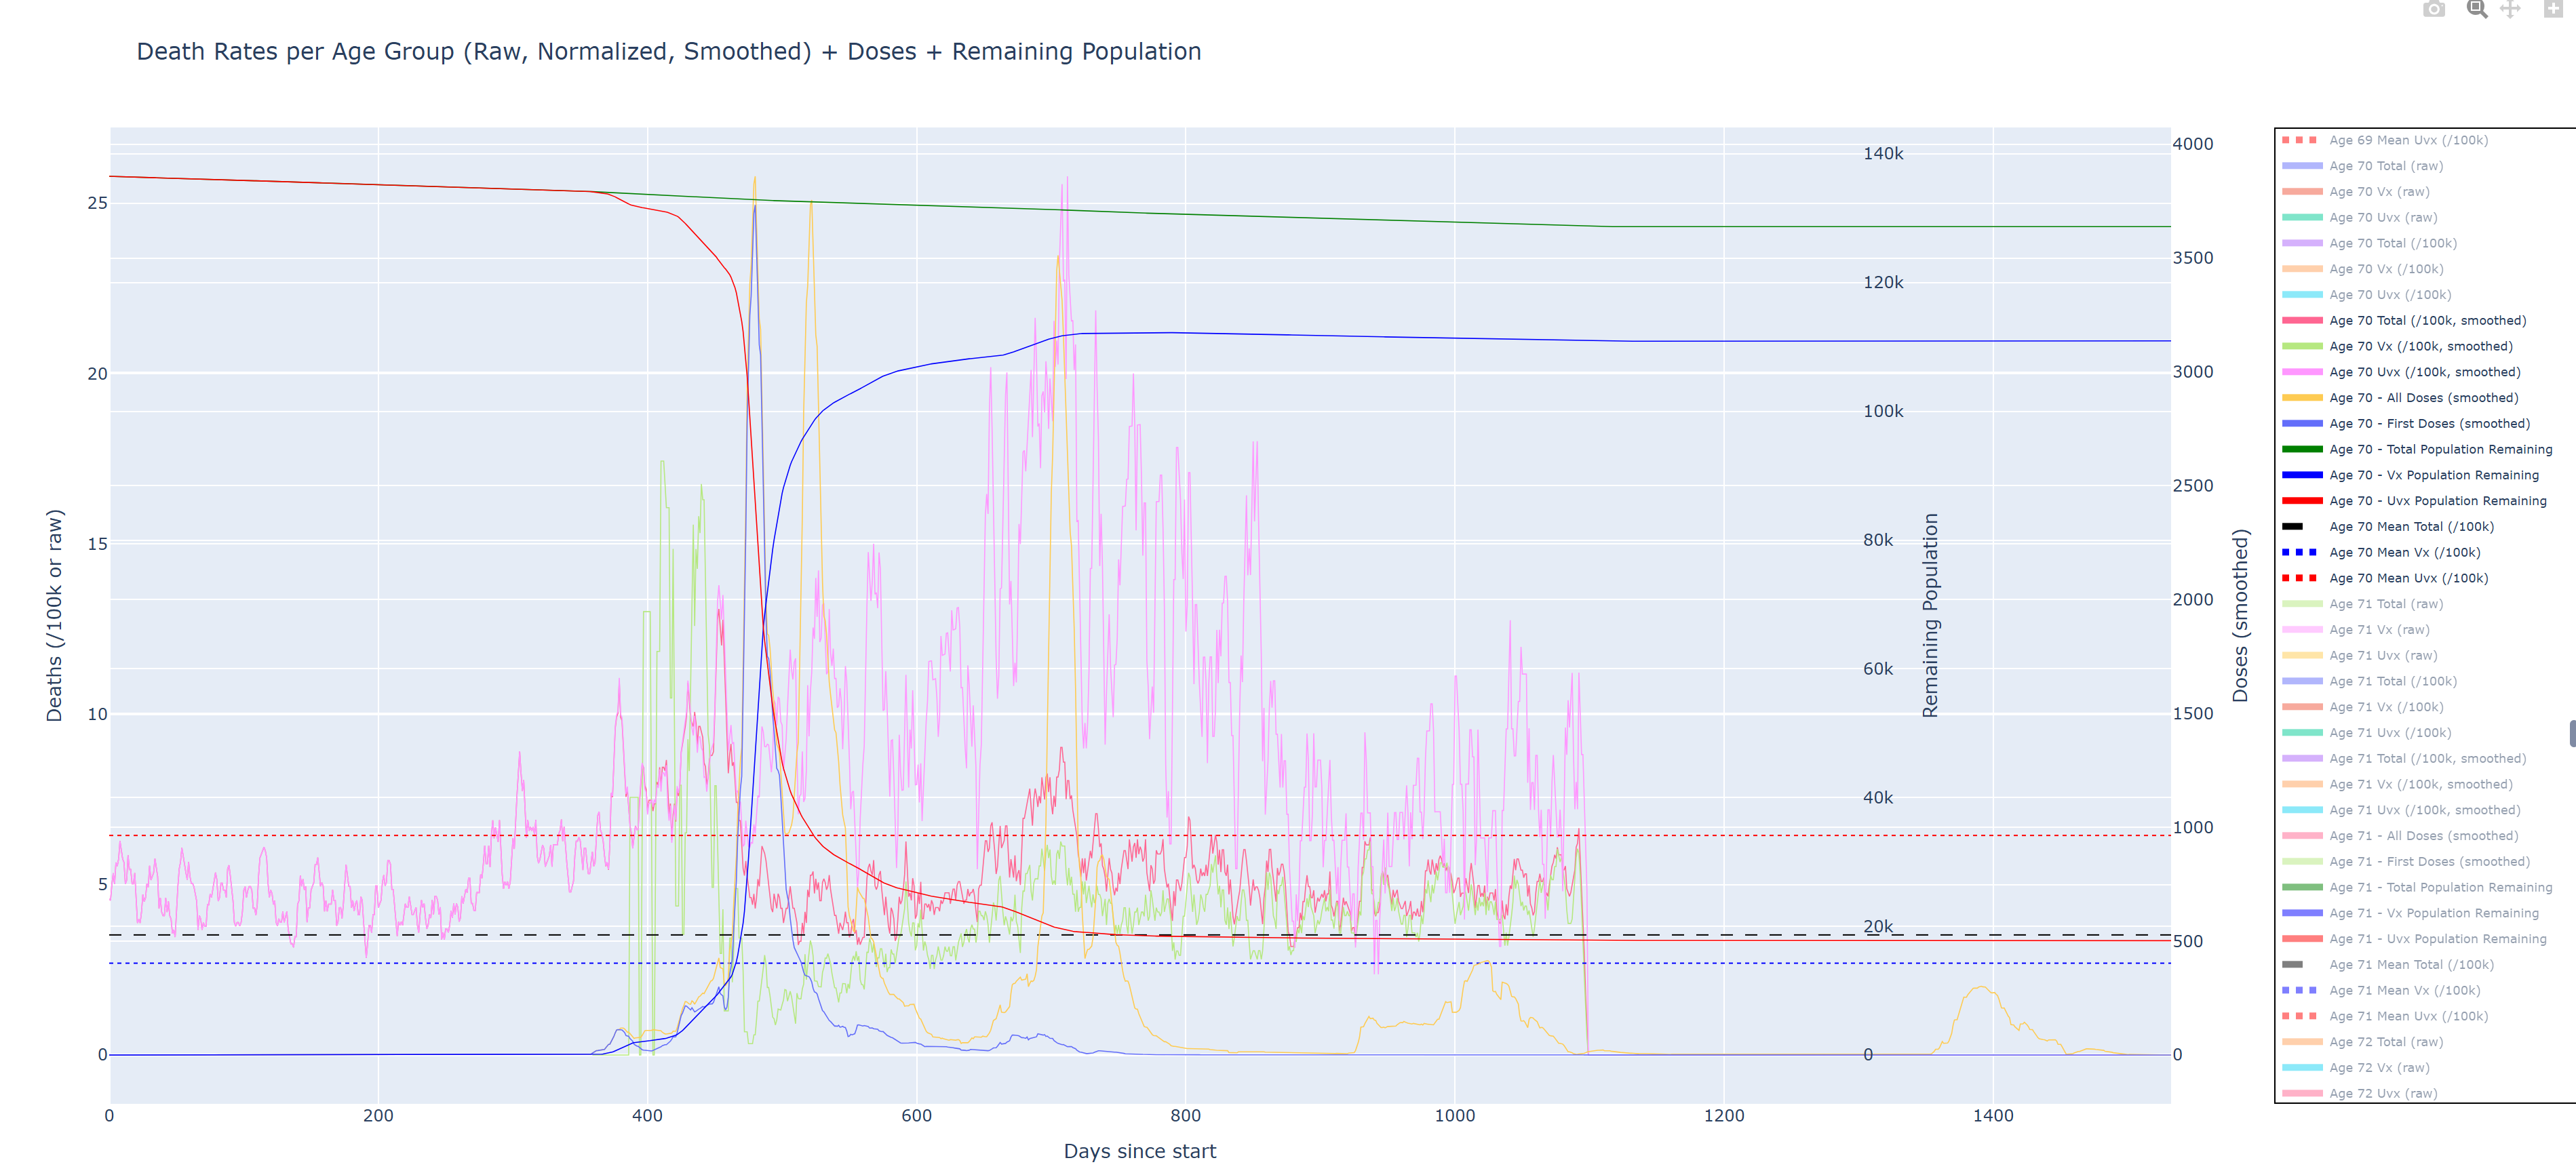 Death Rates per Age Group (Raw, Normalized, Smoothed) + Doses + Remaining Population
Deaths (/100k or raw)
25
20
15
10
5
0
0
200
400
600
800
1000
1200
1400
Days since start
140k
120k
100k
80k
60k
40k
20k
0
Remaining Population
4000
3500
3000
2500
2000
1500
1000
500
0
Doses (smoothed)
Age 69 Mean Uvx (/100k)
Age 70 Total (raw)
Age 70 Vx (raw)
Age 70 Uvx (raw)
Age 70 Total (/100k)
Age 70 Vx (/100k)
Age 70 Uvx (/100k)
Age 70 Total (/100k, smoothed)
Age 70 Vx (/100k, smoothed)
Age 70 Uvx (/100k, smoothed)
Age 70 - All Doses (smoothed)
Age 70 - First Doses (smoothed)
Age 70 - Total Population Remaining
Age 70 - Vx Population Remaining
Age 70 - Uvx Population Remaining
Age 70 Mean Total (/100k)
Age 70 Mean Vx (/100k)
Age 70 Mean Uvx (/100k)
Age 71 Total (raw)
Age 71 Vx (raw)
Age 71 Uvx (raw)
Age 71 Total (/100k)
Age 71 Vx (/100k)
Age 71 Uvx (/100k)
Age 71 Total (/100k, smoothed)
Age 71 Vx (/100k, smoothed)
Age 71 Uvx (/100k, smoothed)
Age 71 - All Doses (smoothed)
Age 71 - First Doses (smoothed)
Age 71 - Total Population Remaining
Age 71 - Vx Population Remaining
Age 71 - Uvx Population Remaining
Age 71 Mean Total (/100k)
Age 71 Mean Vx (/100k)
Age 71 Mean Uvx (/100k)
Age 72 Total (raw)
Age 72 Vx (raw)
Age 72 Uvx (raw)